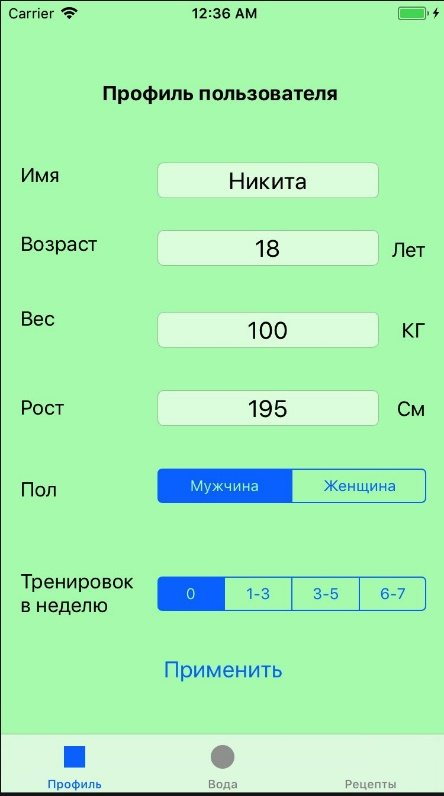 Carrier 12:36 AM
Профиль пользователя
Имя Никита
Возраст 18 Лет
Вес 100 КГ
Рост 195 См
Пол Мужчина Женщина
Тренировок
в неделю 0 1-3 3-5 6-7
Применить
Профиль Вода Рецепты